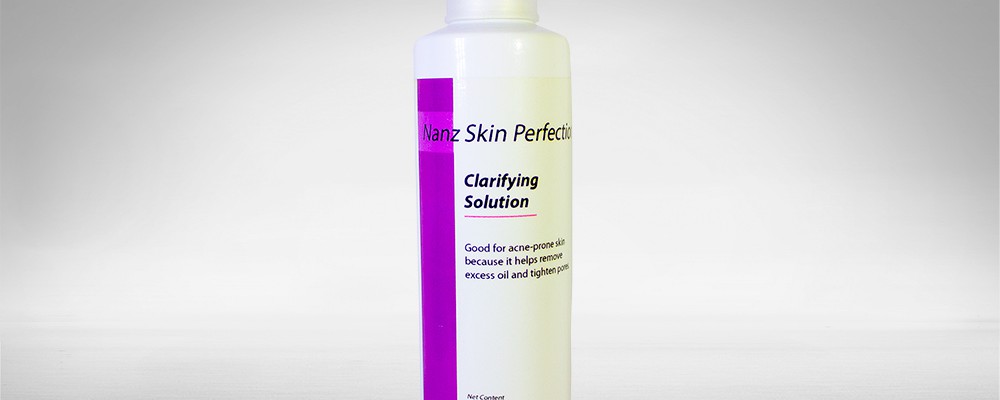 Nanz Skin Perfection
Clarifying
Solution
Good for acne-prone skin
because it helps remove
excess oil and tighten pores.
Net Content